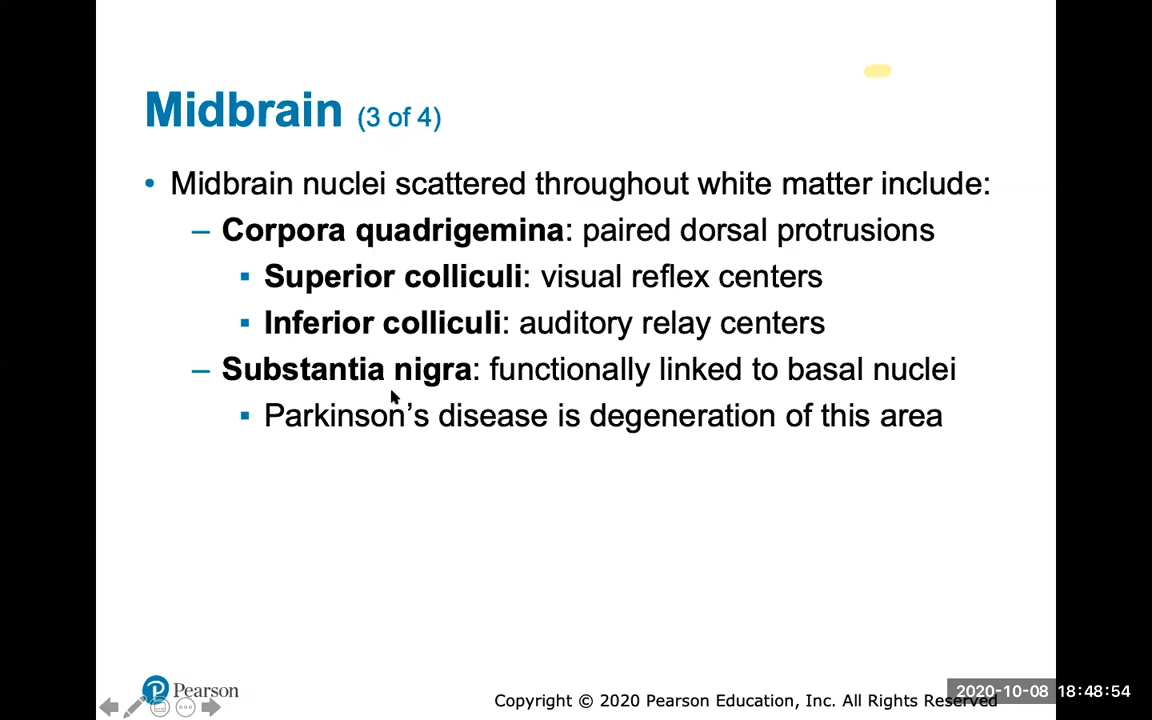 Midbrain (3 of 4)
• Midbrain nuclei scattered throughout white matter include:
– Corpora quadrigemina: paired dorsal protrusions
▪ Superior colliculi: visual reflex centers
▪ Inferior colliculi: auditory relay centers
– Substantia nigra: functionally linked to basal nuclei
▪ Parkinson’s disease is degeneration of this area
Pearson
Copyright © 2020 Pearson Education, Inc. All Rights Reserved
2020-10-08 18:48:54